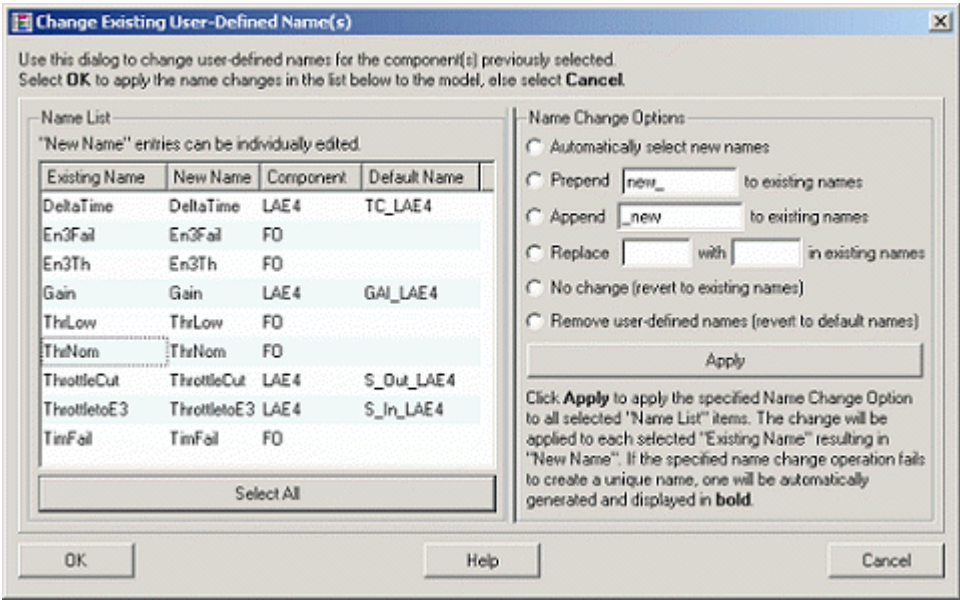 Change Existing User-Defined Name(s)
Use this dialog to change user-defined names for the component(s) previously selected.
Select OK to apply the name changes in the list below to the model, else select Cancel.
Name List
"New Name" entries can be individually edited.
Existing Name New Name Component Default Name
DeltaTime DeltaTime LAE4 TC_LAE4
En3Fail En3Fail FO
En3Th En3Th FO
Gain Gain LAE4 GAI_LAE4
ThrLow ThrLow FO
ThrNom ThrNom FO
ThrottleCut ThrottleCut LAE4 S_Out_LAE4
ThrottletoE3 ThrottletoE3 LAE4 S_In_LAE4
TimFail TimFail FO
Select All
Name Change Options
Automatically select new names
Prepend new_ to existing names
Append _new to existing names
Replace with in existing names
No change (revert to existing names)
Remove user-defined names (revert to default names)
Apply
Click Apply to apply the specified Name Change Option
to all selected "Name List" items. The change will be
applied to each selected "Existing Name" resulting in
"New Name". If the specified name change operation fails
to create a unique name, one will be automatically
generated and displayed in bold.
OK Help Cancel